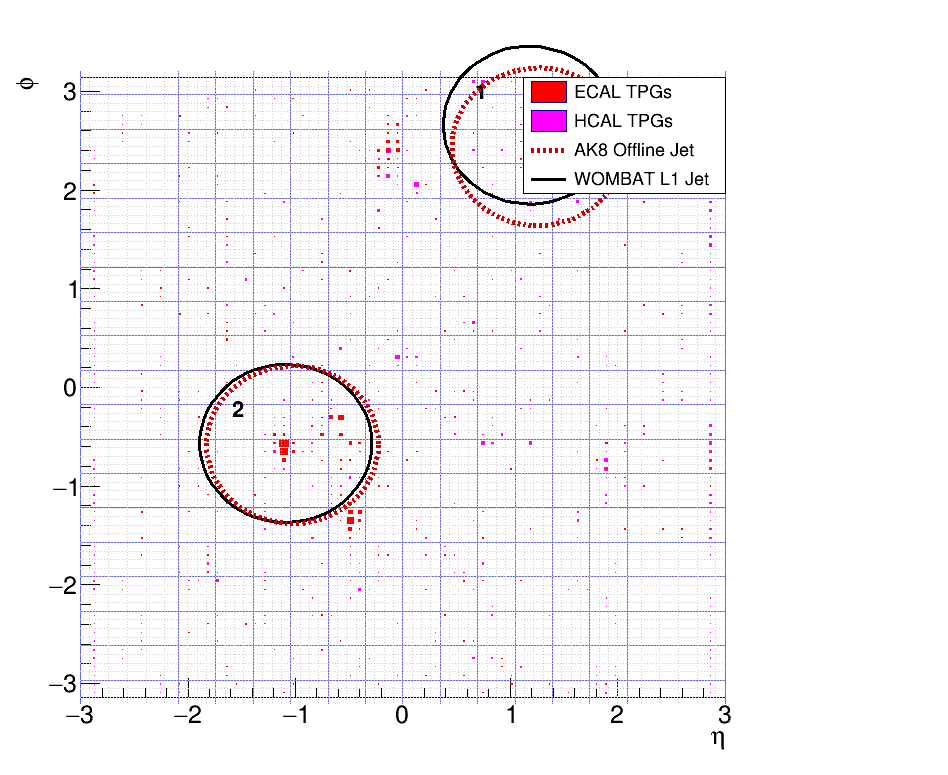 ϕ
3
2
1
0
−1
−2
−3
1
ECAL TPGs
HCAL TPGs
AK8 Offline Jet
WOMBAT L1 Jet
2
−3 −2 −1 0 1 2 3
η